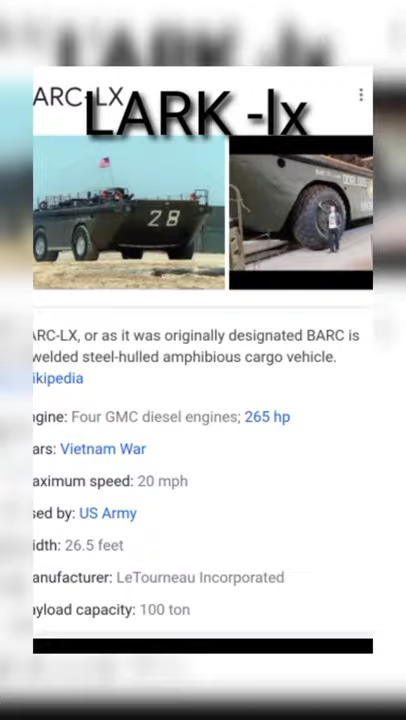 ARC-LX
LARK -lx
28
ARC-LX, or as it was originally designated BARC is
welded steel-hulled amphibious cargo vehicle.
ikipedia
ngine: Four GMC diesel engines; 265 hp
ars: Vietnam War
aximum speed: 20 mph
sed by: US Army
idth: 26.5 feet
anufacturer: LeTourneau Incorporated
ayload capacity: 100 ton